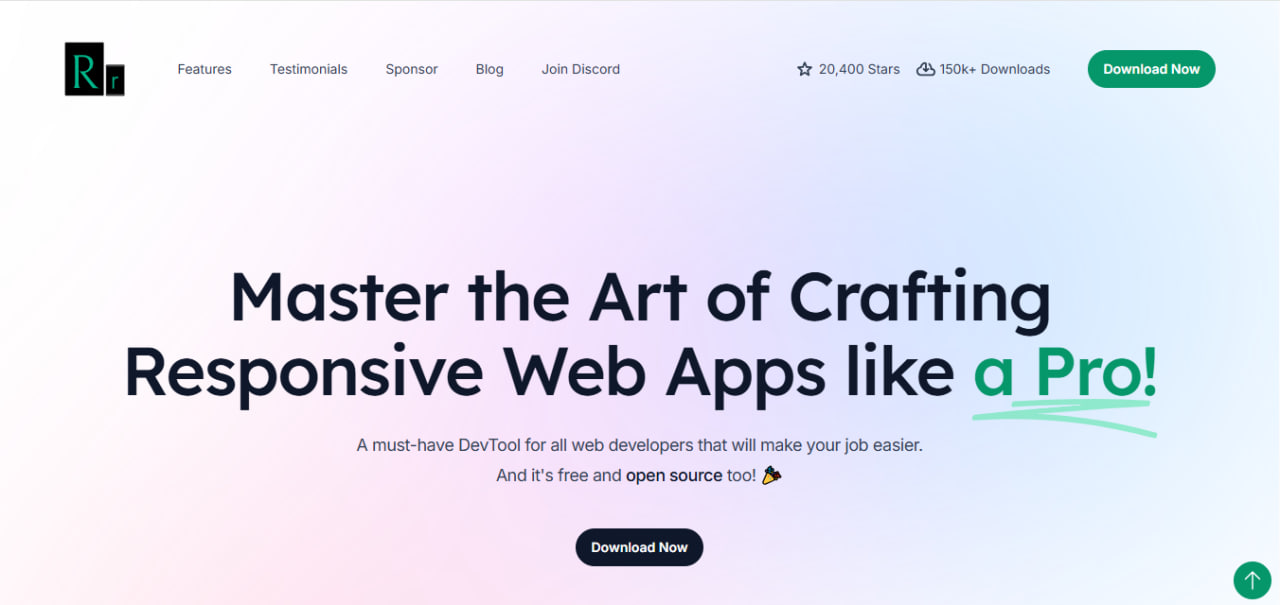 Rr
Features Testimonials Sponsor Blog Join Discord 20,400 Stars 150k+ Downloads Download Now
Master the Art of Crafting
Responsive Web Apps like a Pro!
A must-have DevTool for all web developers that will make your job easier.
And it's free and open source too!
Download Now